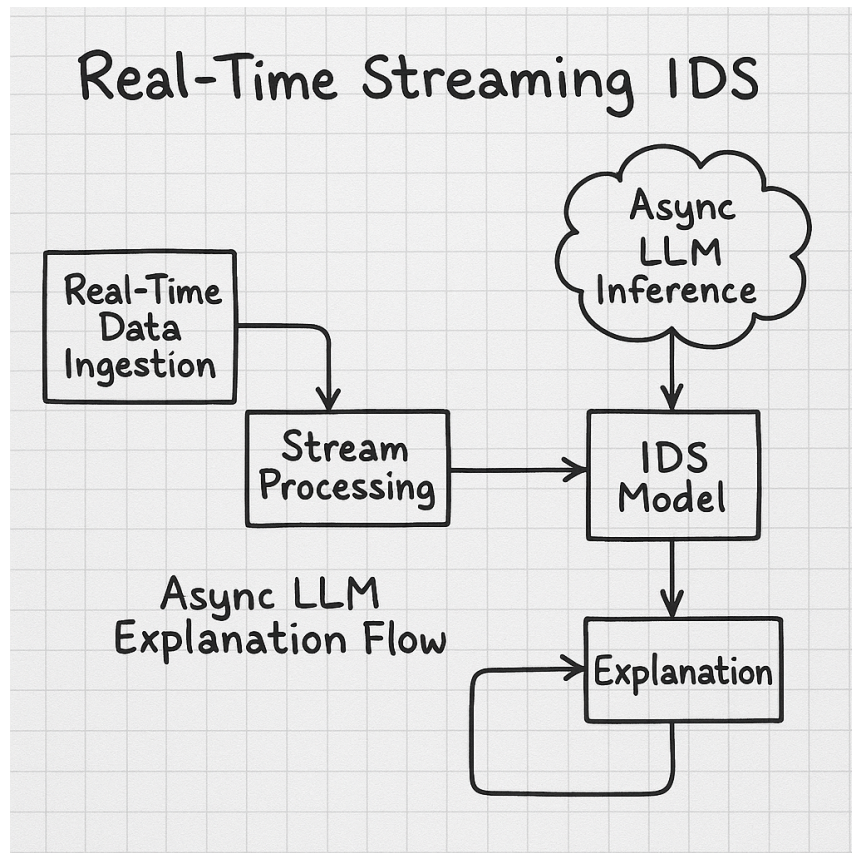 Real-Time Streaming IDS
Async
LLM
Inference
Real-Time
Data
Ingestion
Stream
Processing
IDS
Model
Async LLM
Explanation Flow
Explanation